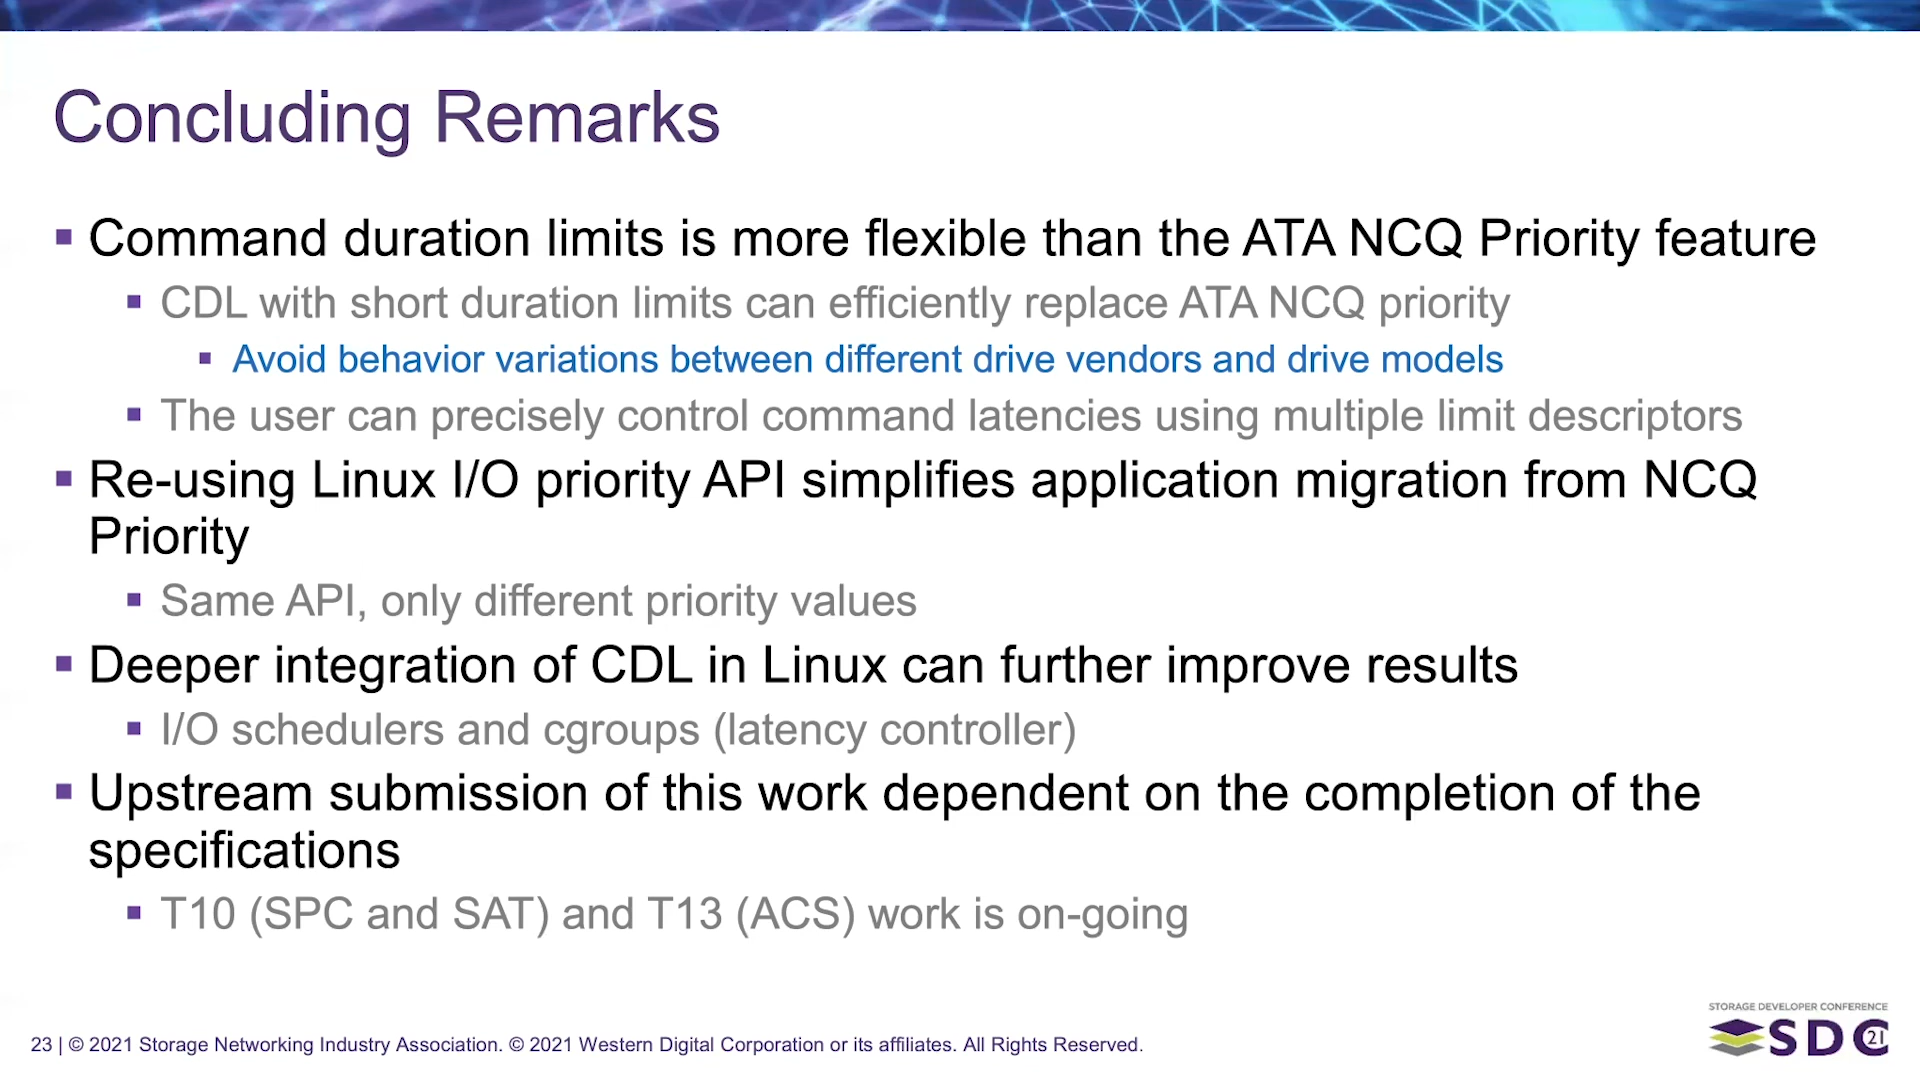 Concluding Remarks
Command duration limits is more flexible than the ATA NCQ Priority feature
CDL with short duration limits can efficiently replace ATA NCQ priority
Avoid behavior variations between different drive vendors and drive models
The user can precisely control command latencies using multiple limit descriptors
Re-using Linux I/O priority API simplifies application migration from NCQ
Priority
Same API, only different priority values
Deeper integration of CDL in Linux can further improve results
I/O schedulers and cgroups (latency controller)
Upstream submission of this work dependent on the completion of the
specifications
T10 (SPC and SAT) and T13 (ACS) work is on-going
STORAGE DEVELOPER CONFERENCE
SDC 21
23 | © 2021 Storage Networking Industry Association. © 2021 Western Digital Corporation or its affiliates. All Rights Reserved.